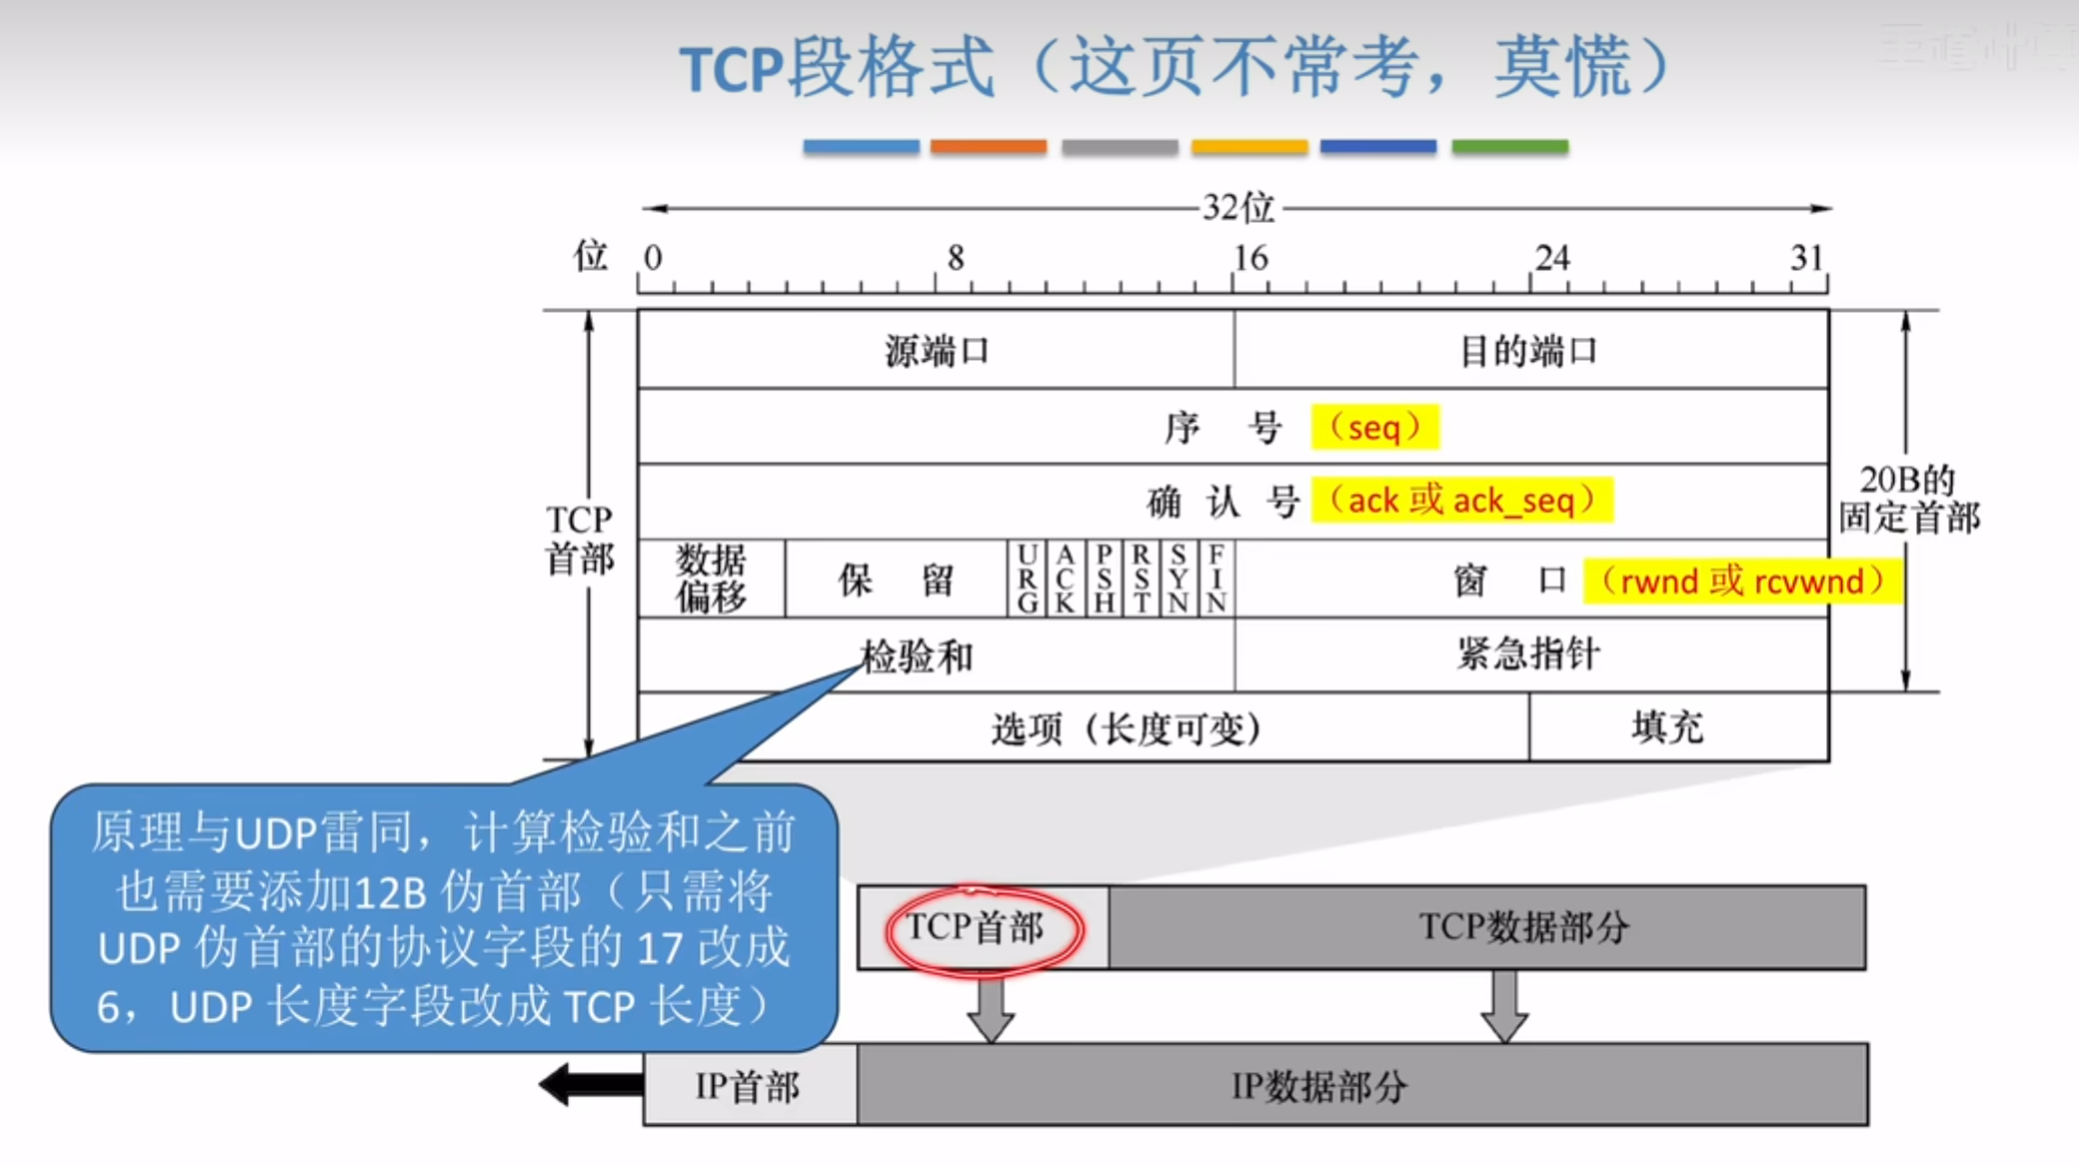 TCP段格式（这页不常考，莫慌）
32位
位 0 8 16 24 31
源端口 目的端口
序 号 （seq）
确 认 号 （ack 或 ack_seq）
TCP
首部
20B的
固定首部
数据
偏移
保 留
URG ACK PSH RST SYN FIN
窗 口 （rwnd 或 rcvwnd）
检验和 紧急指针
选项（长度可变） 填充
原理与UDP雷同，计算检验和之前
也需要添加12B 伪首部（只需将
UDP 伪首部的协议字段的 17 改成
6，UDP 长度字段改成 TCP 长度）
TCP首部 TCP数据部分
IP首部 IP数据部分